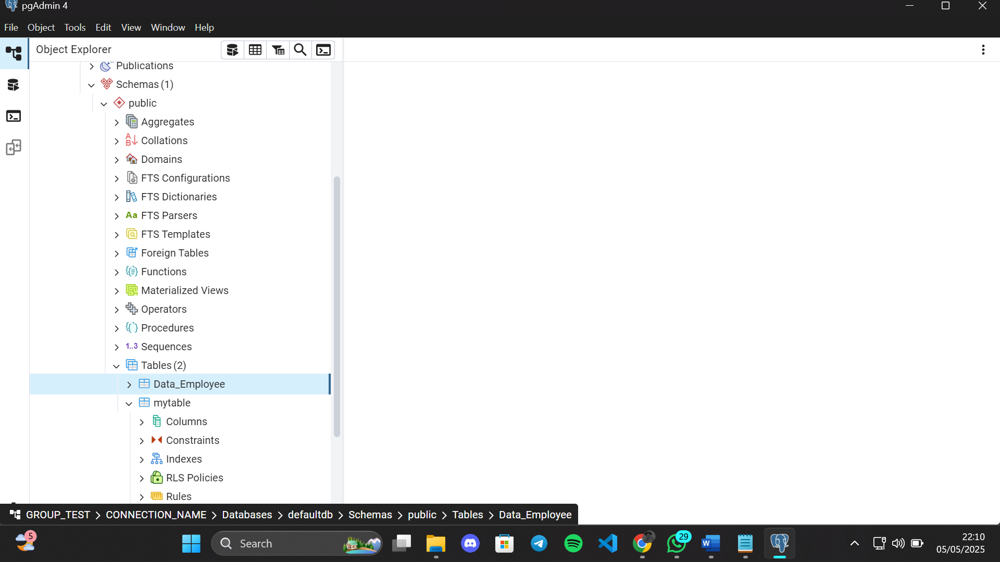 pgAdmin 4
File Object Tools Edit View Window Help
Object Explorer
Publications
Schemas (1)
public
Aggregates
Collations
Domains
FTS Configurations
FTS Dictionaries
Aa FTS Parsers
FTS Templates
Foreign Tables
Functions
Materialized Views
Operators
Procedures
1..3 Sequences
Tables (2)
Data_Employee
mytable
Columns
Constraints
Indexes
RLS Policies
Rules
GROUP_TEST > CONNECTION_NAME > Databases > defaultdb > Schemas > public > Tables > Data_Employee
5
Search
29
22:10
05/05/2025